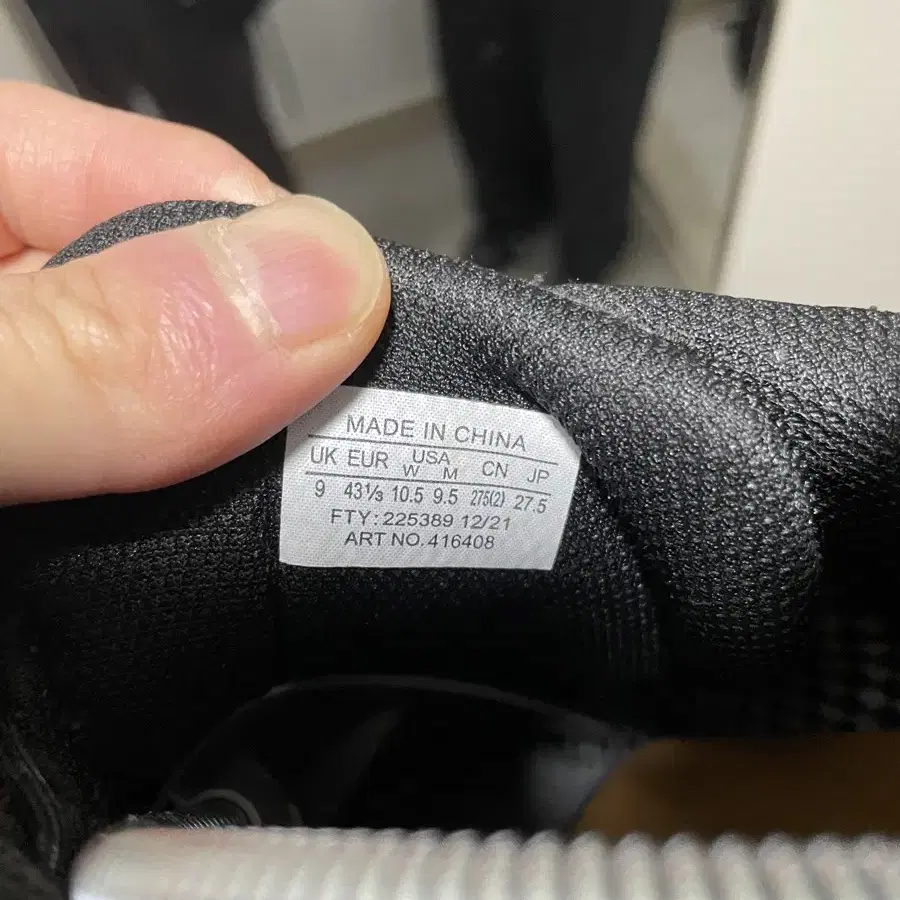 MADE IN CHINA
UK EUR USA W M CN JP
9 43⅓ 10.5 9.5 275(2) 27.5
FTY: 225389 12/21
ART NO. 416408